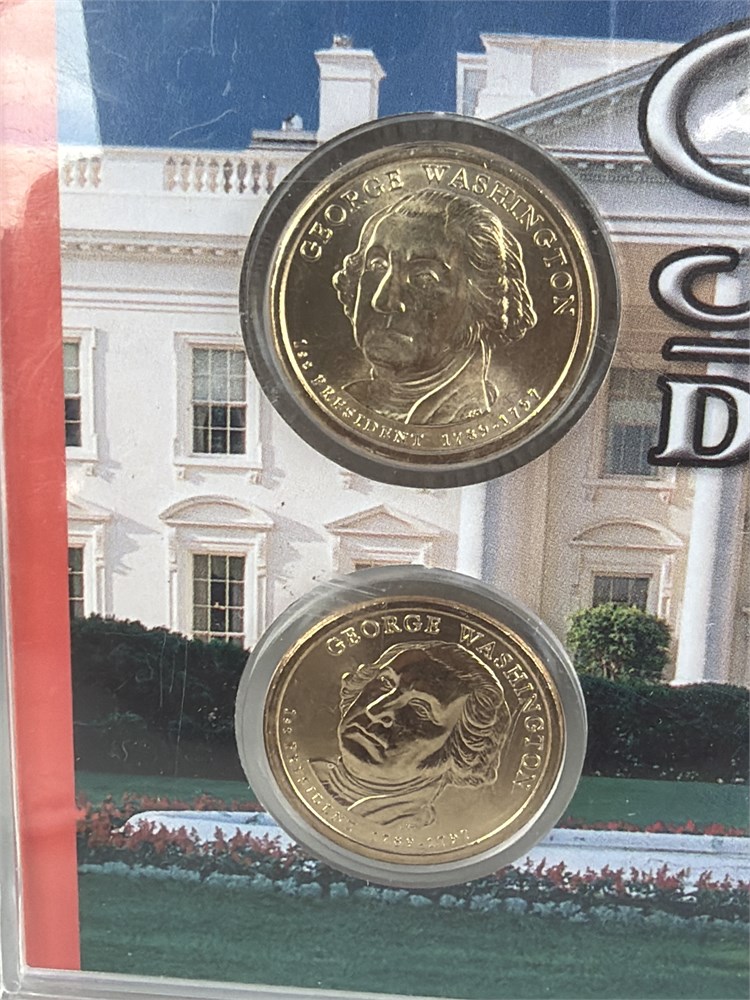 GEORGE WASHINGTON
1st PRESIDENT 1789-1797
D
GEORGE WASHINGTON
1st PRESIDENT 1789-1797